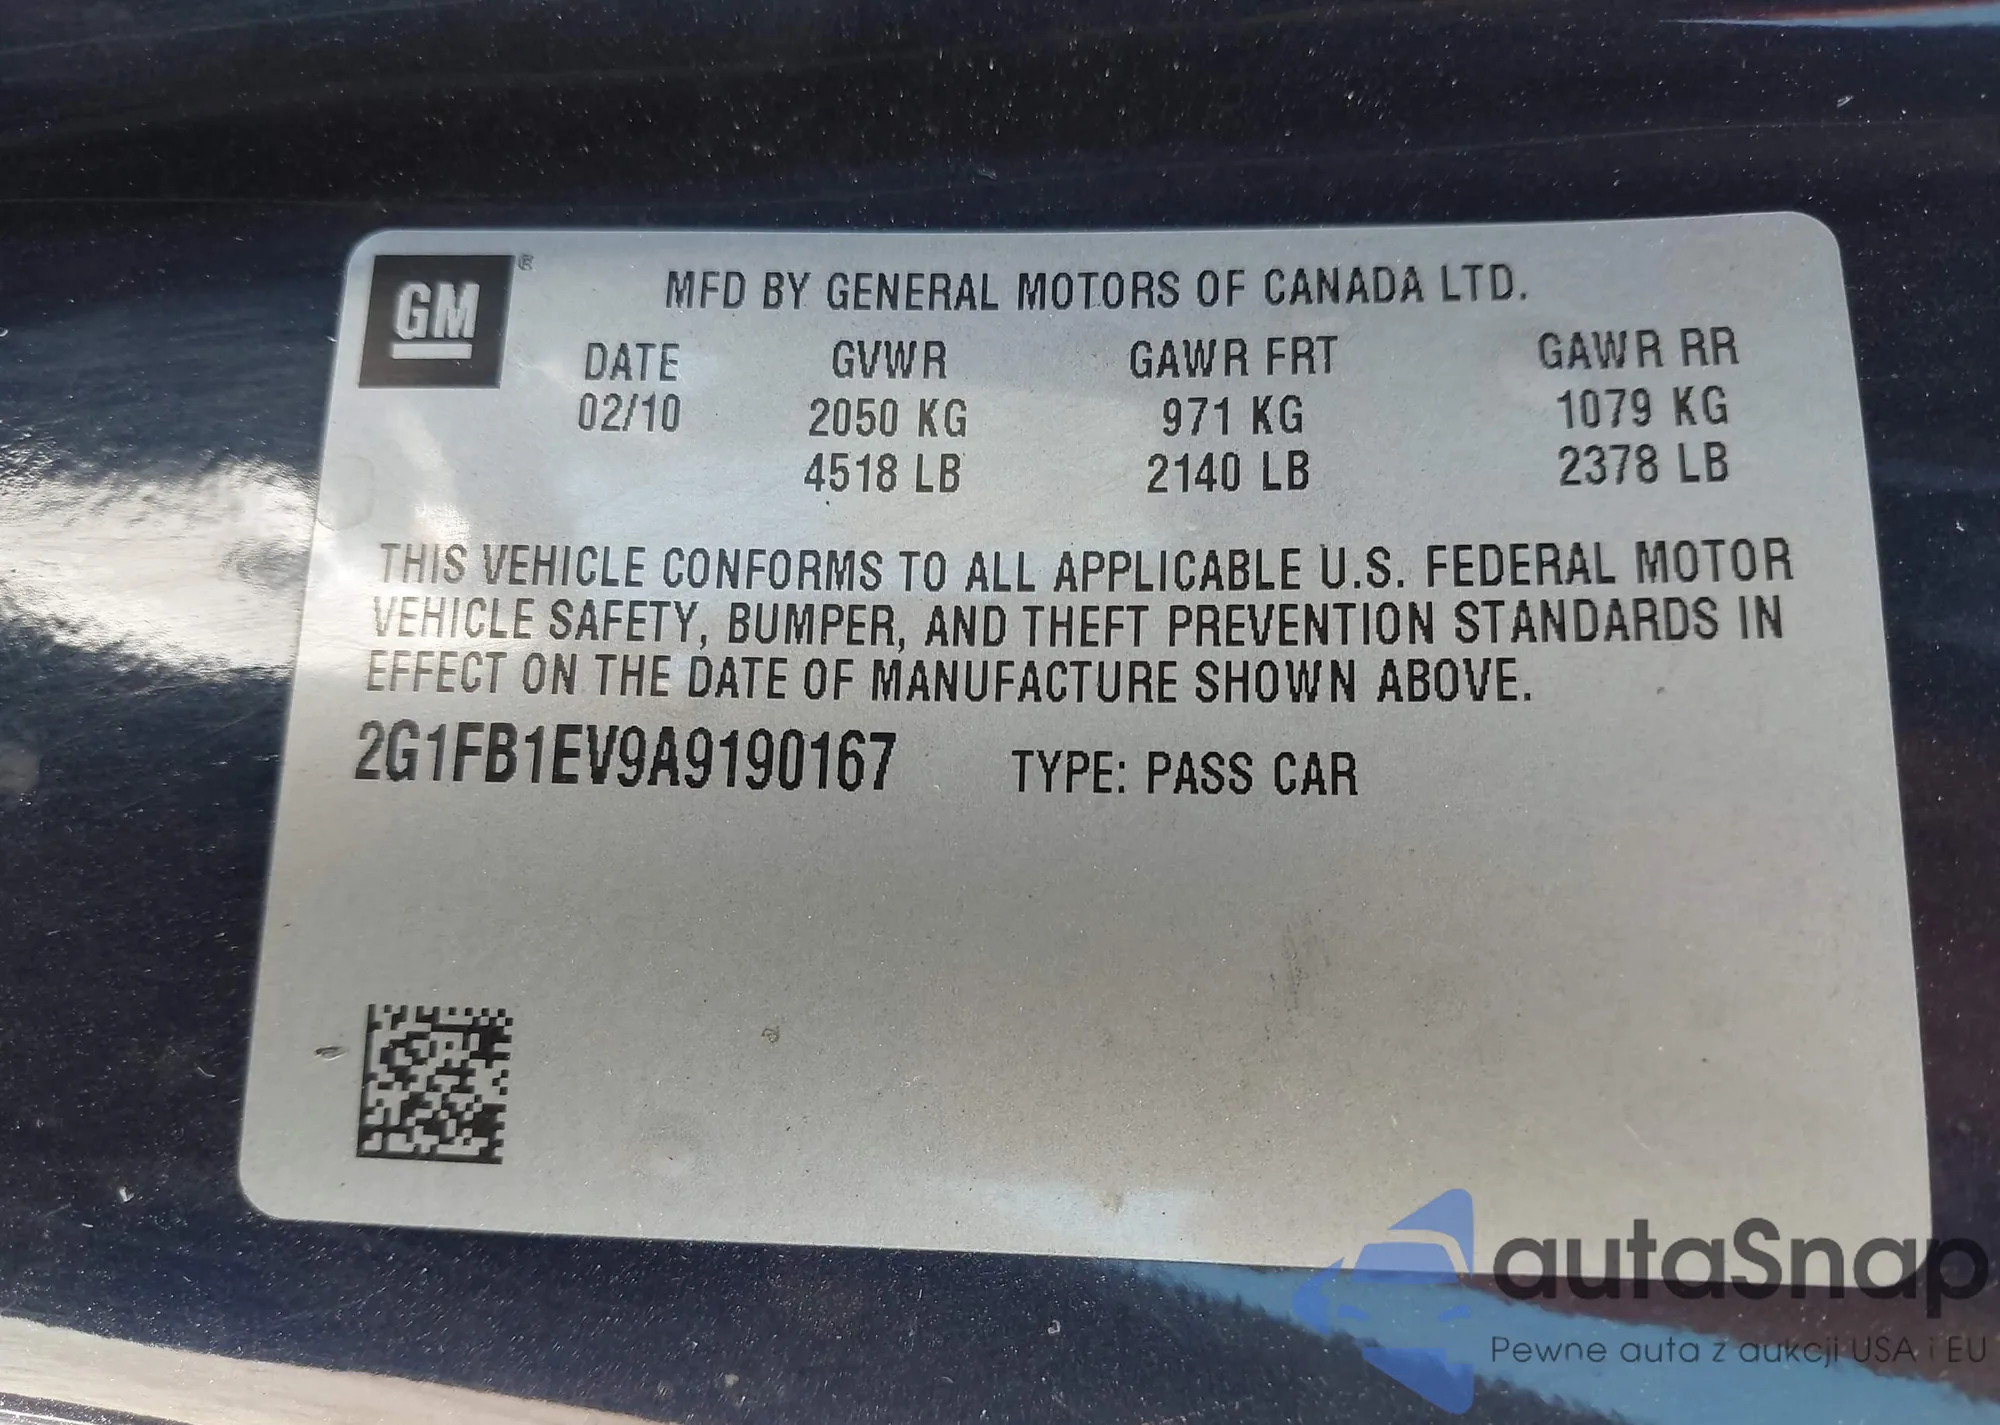 GM ®
MFD BY GENERAL MOTORS OF CANADA LTD.
DATE GVWR GAWR FRT GAWR RR
02/10 2050 KG 971 KG 1079 KG
4518 LB 2140 LB 2378 LB
THIS VEHICLE CONFORMS TO ALL APPLICABLE U.S. FEDERAL MOTOR
VEHICLE SAFETY, BUMPER, AND THEFT PREVENTION STANDARDS IN
EFFECT ON THE DATE OF MANUFACTURE SHOWN ABOVE.
2G1FB1EV9A9190167 TYPE: PASS CAR
autaSnap
Pewne auta z aukcji USA i EU